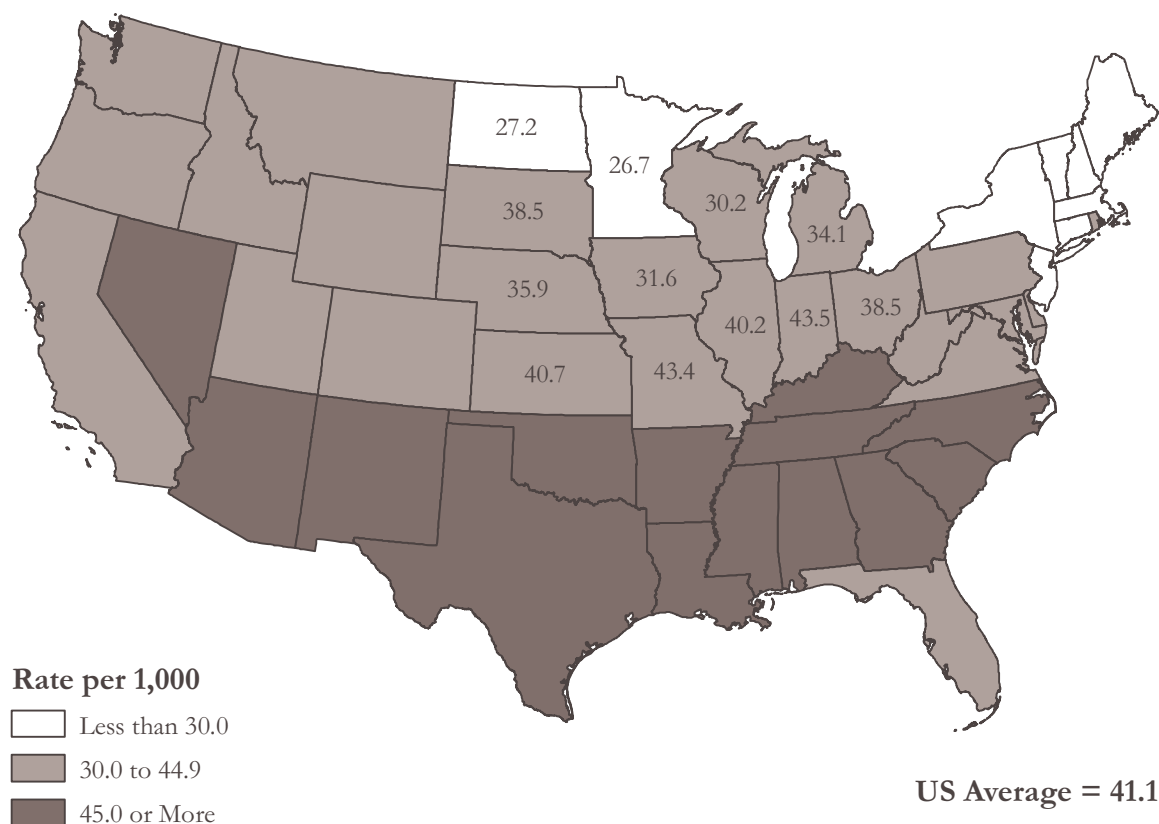 27.2
26.7
38.5
30.2
34.1
35.9
31.6
40.2
43.5
38.5
40.7
43.4
Rate per 1,000
Less than 30.0
30.0 to 44.9
45.0 or More
US Average = 41.1